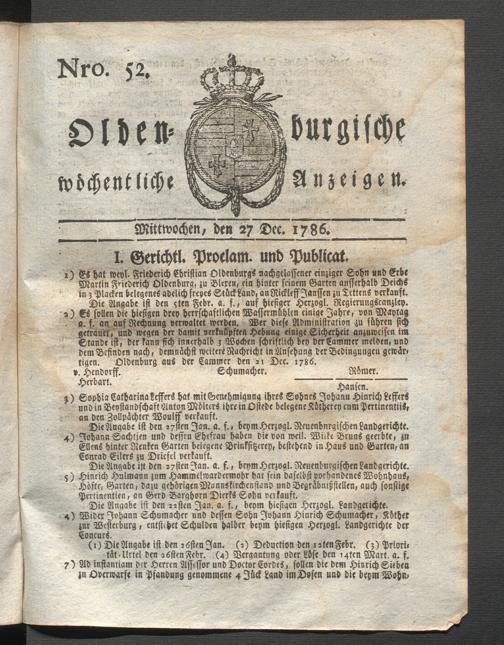 Nro. 52.
Olden- burgische
wöchentliche Anzeigen.
Mittwochen, den 27 Dec. 1786.
I. Gerichtl. Proclam. und Publicat.
1) Es hat weyl. Friederich Christian Oldenburgs nachgelassener einziger Sohn und Erbe
Martin Friederich Oldenburg, zu Blexen, ein hinter seinem Garten ausserhalb Deichs
in 3 Placken belegenes adelich freyes Stück Land, an Rickleff Janssen zu Tettens verkauft.
Die Angabe ist den 5ten Febr. a. f., auf hiesiger Herzogl. Regierungscanzley.
2) Es sollen die hiesigen drey herrschaftlichen Wassermühlen einige Jahre, von Maytag
a. f. an auf Rechnung verwaltet werden. Wer diese Administration zu führen sich
getrauet, und wegen der damit verknüpften Hebung einige Sicherheit anzuweisen im
Stande ist, der kann sich innerhalb 3 Wochen schriftlich bey der Cammer melden, und
dem Befinden nach, demnächst weitere Nachricht in Ansehung der Bedingungen gewär-
tigen. Oldenburg aus der Cammer den 21 Dec. 1786.
v. Hendorff. Schumacher. Römer.
Herbart. Hansen.
3) Sophia Catharina Leffers hat mit Genehmigung ihres Sohnes Johann Hinrich Leffers
und in Beystandschaft Anton Mölters ihre in Ostede belegene Kötherey cum Pertinentiis,
an den Zollpächter Woulff verkauft.
Die Angabe ist den 27sten Jan. a. f., beym Herzogl. Neuenburgischen Landgerichte.
4) Johann Sachtjen und dessen Ehefrau haben die von weil. Wilke Bruns geerbte, zu
Ellens hinter Renken Garten belegene Brinksitzerey, bestehend in Haus und Garten, an
Conrad Eilers zu Driefel verkauft.
Die Angabe ist den 27sten Jan. a. f., beym Herzogl. Neuenburgischen Landgerichte.
5) Hinrich Hulmann zum Hammelwardermohr hat sein daselbst vorhandenes Wohnhaus,
Höfte, Garten, dazu gehörigen Mannskirchenstand und Begräbnißstellen, auch sonstige
Pertinentien, an Gerd Barghorn Dierks Sohn verkauft.
Die Angabe ist den 22sten Jan. a. f., beym hiesigen Herzogl. Landgerichte.
4) Wider Johann Schumacher und dessen Sohn Johann Hinrich Schumacher, Köther
zur Westerburg, entstehet Schulden halber beym hiesigen Herzogl. Landgerichte der
Concurs.
(1) Die Angabe ist den 26sten Jan. (2) Deduction den 12ten Febr. (3) Priori-
tät-Urtel den 26sten Febr. (4) Vergantung oder Löse den 14ten Mart. a. f.
7) Ad instantiam der Herren Assessor und Doctor Cordes, sollen die dem Hinrich Sieben
zu Overwarfe in Pfandung genommene 4 Jück Land im Dosen und die beym Wohn-